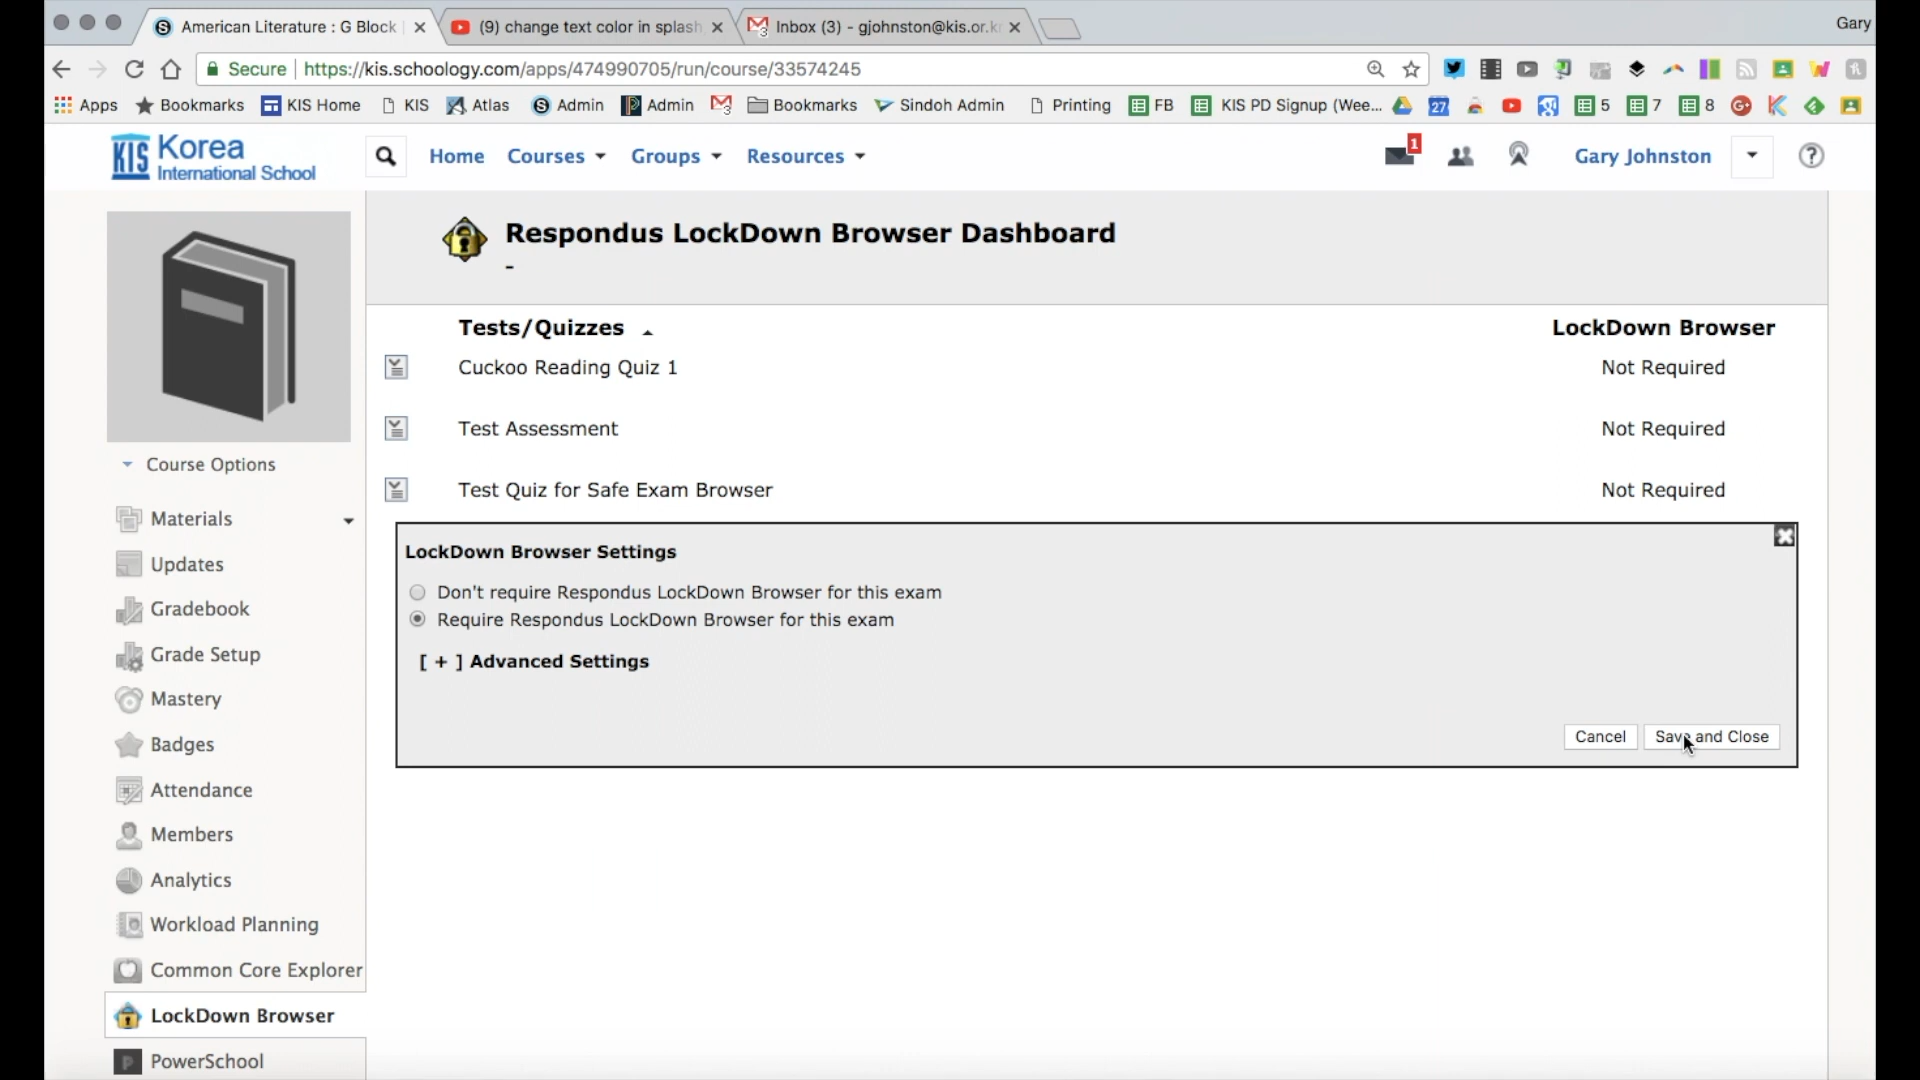 American Literature : G Block
(9) change text color in splash
Inbox (3) - gjohnston@kis.or.kr
Gary
Secure https://kis.schoology.com/apps/474990705/run/course/33574245
Apps Bookmarks KIS Home KIS Atlas Admin Admin Bookmarks Sindoh Admin Printing FB KIS PD Signup (Wee... 27 5 7 8
KIS Korea International School
Home Courses Groups Resources
1
Gary Johnston
Respondus LockDown Browser Dashboard
-
Tests/Quizzes LockDown Browser
Cuckoo Reading Quiz 1 Not Required
Test Assessment Not Required
Test Quiz for Safe Exam Browser Not Required
LockDown Browser Settings
Don't require Respondus LockDown Browser for this exam
Require Respondus LockDown Browser for this exam
[ + ] Advanced Settings
Cancel Save and Close
Course Options
Materials
Updates
Gradebook
Grade Setup
Mastery
Badges
Attendance
Members
Analytics
Workload Planning
Common Core Explorer
LockDown Browser
PowerSchool